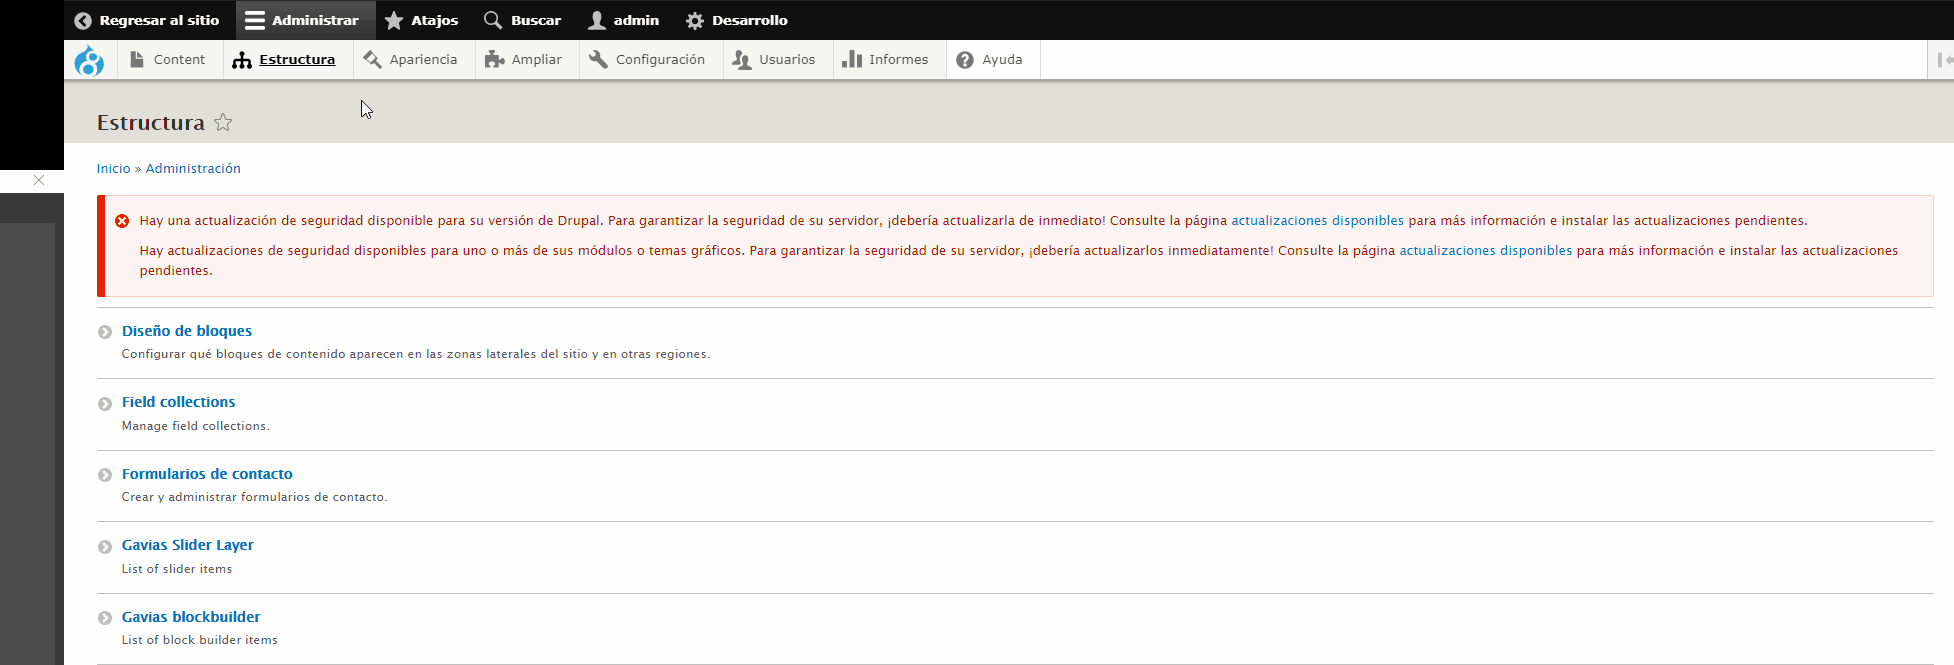 Regresar al sitio Administrar Atajos Buscar admin Desarrollo
Content Estructura Apariencia Ampliar Configuración Usuarios Informes Ayuda
Estructura
Inicio » Administración
Hay una actualización de seguridad disponible para su versión de Drupal. Para garantizar la seguridad de su servidor, ¡debería actualizarla de inmediato! Consulte la página actualizaciones disponibles para más información e instalar las actualizaciones pendientes.
Hay actualizaciones de seguridad disponibles para uno o más de sus módulos o temas gráficos. Para garantizar la seguridad de su servidor, ¡debería actualizarlos inmediatamente! Consulte la página actualizaciones disponibles para más información e instalar las actualizaciones
pendientes.
Diseño de bloques
Configurar qué bloques de contenido aparecen en las zonas laterales del sitio y en otras regiones.
Field collections
Manage field collections.
Formularios de contacto
Crear y administrar formularios de contacto.
Gavias Slider Layer
List of slider items
Gavias blockbuilder
List of block builder items